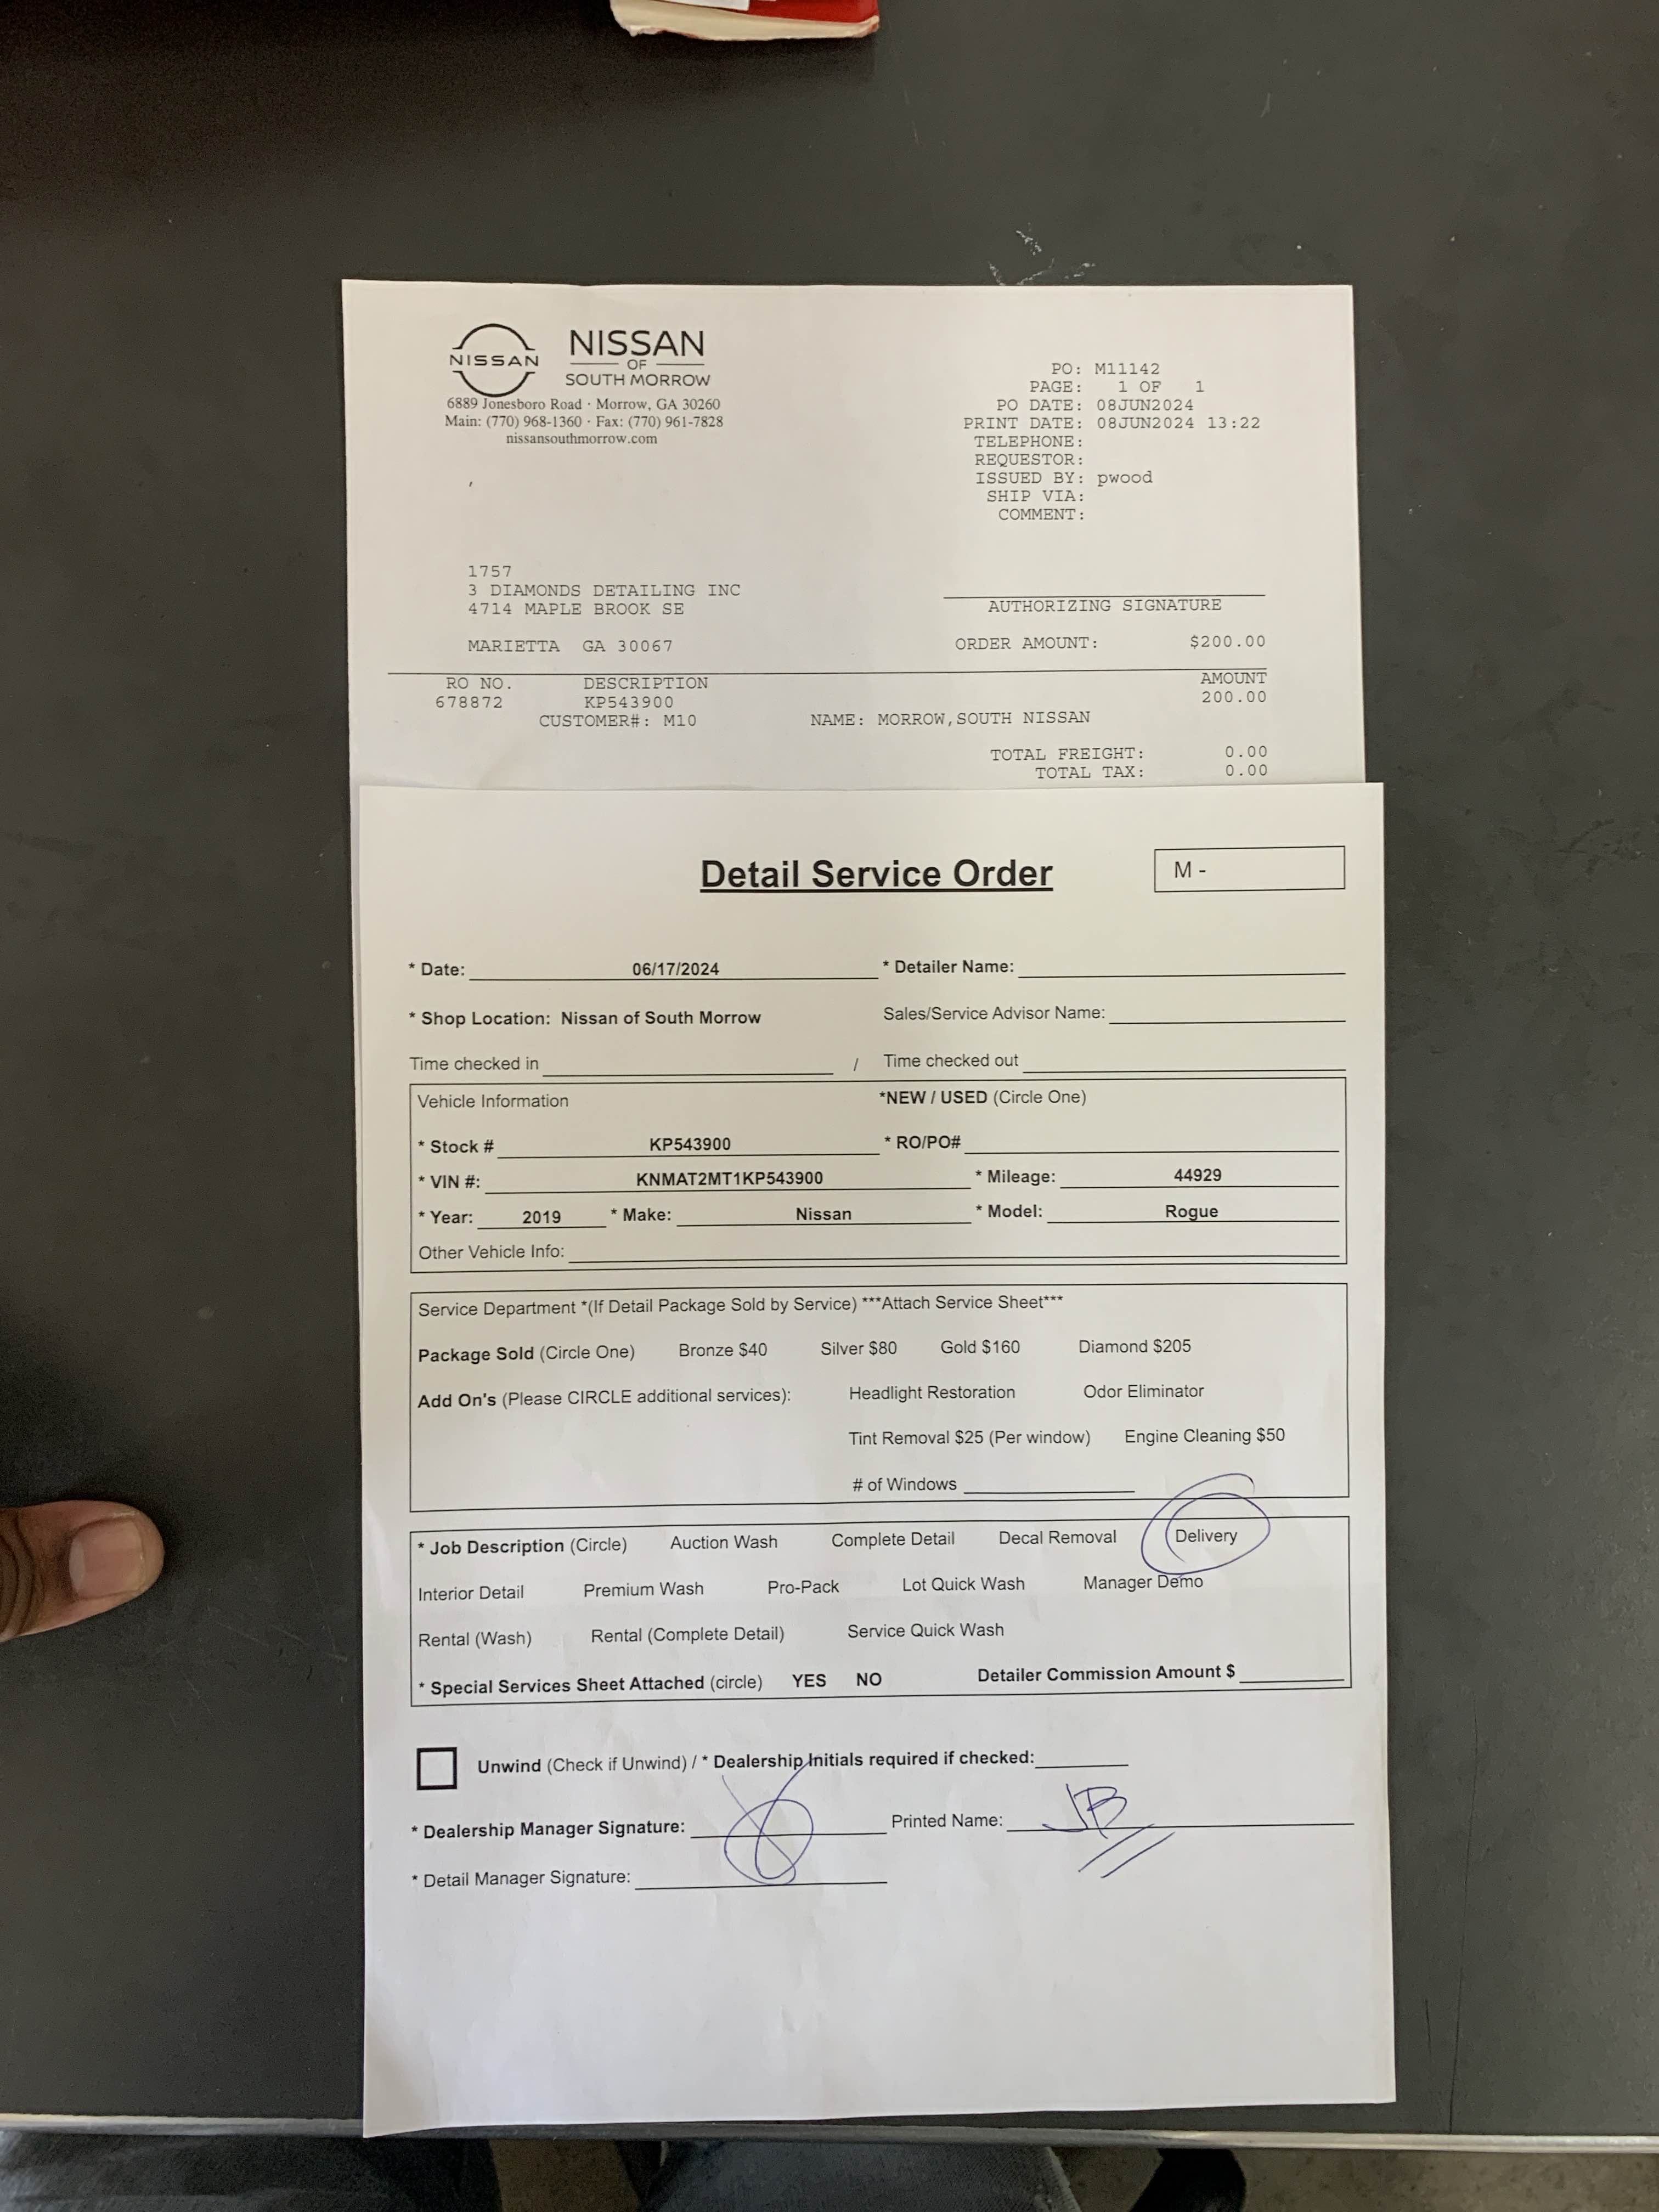 NISSAN
NISSAN
OF
SOUTH MORROW
6889 Jonesboro Road · Morrow, GA 30260
Main: (770) 968-1360 · Fax: (770) 961-7828
nissansouthmorrow.com
PO: M11142
PAGE: 1 OF 1
PO DATE: 08JUN2024
PRINT DATE: 08JUN2024 13:22
TELEPHONE:
REQUESTOR:
ISSUED BY: pwood
SHIP VIA:
COMMENT:
1757
3 DIAMONDS DETAILING INC
4714 MAPLE BROOK SE
MARIETTA GA 30067
AUTHORIZING SIGNATURE
ORDER AMOUNT: $200.00
RO NO. DESCRIPTION AMOUNT
678872 KP543900 200.00
CUSTOMER#: M10 NAME: MORROW,SOUTH NISSAN
TOTAL FREIGHT: 0.00
TOTAL TAX: 0.00
Detail Service Order M -
* Date: 06/17/2024 * Detailer Name:
* Shop Location: Nissan of South Morrow Sales/Service Advisor Name:
Time checked in / Time checked out
Vehicle Information *NEW / USED (Circle One)
* Stock # KP543900 * RO/PO#
* VIN #: KNMAT2MT1KP543900 * Mileage: 44929
* Year: 2019 * Make: Nissan * Model: Rogue
Other Vehicle Info:
Service Department *(If Detail Package Sold by Service) ***Attach Service Sheet***
Package Sold (Circle One) Bronze $40 Silver $80 Gold $160 Diamond $205
Add On's (Please CIRCLE additional services): Headlight Restoration Odor Eliminator
Tint Removal $25 (Per window) Engine Cleaning $50
# of Windows
* Job Description (Circle) Auction Wash Complete Detail Decal Removal Delivery
Interior Detail Premium Wash Pro-Pack Lot Quick Wash Manager Demo
Rental (Wash) Rental (Complete Detail) Service Quick Wash
* Special Services Sheet Attached (circle) YES NO Detailer Commission Amount $
Unwind (Check if Unwind) / * Dealership Initials required if checked:
* Dealership Manager Signature: Printed Name: JB
* Detail Manager Signature: